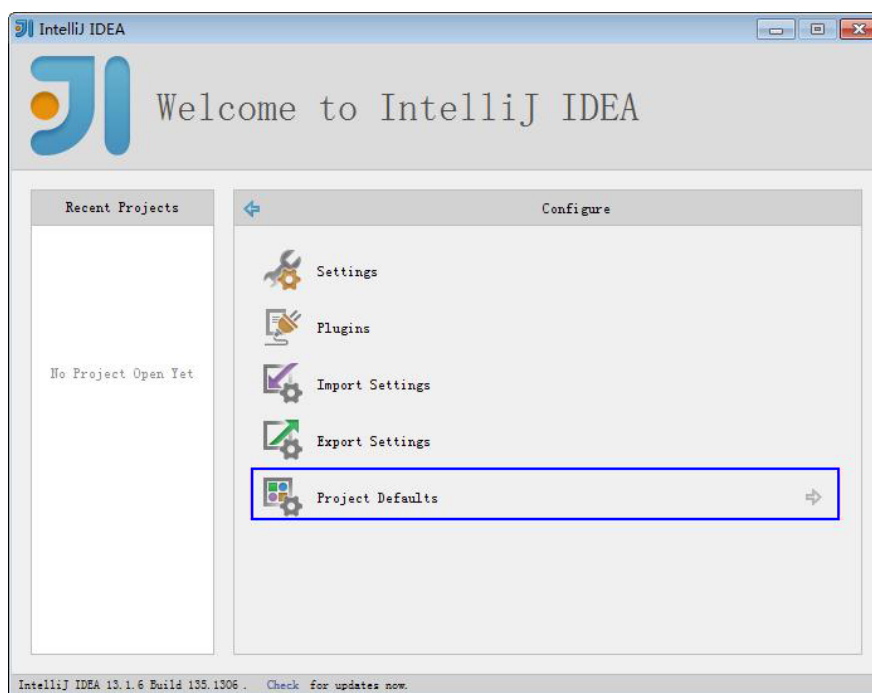 IntelliJ IDEA
Welcome to IntelliJ IDEA
Recent Projects
Configure
Settings
Plugins
No Project Open Yet
Import Settings
Export Settings
Project Defaults
IntelliJ IDEA 13.1.6 Build 135.1306 . Check for updates now.